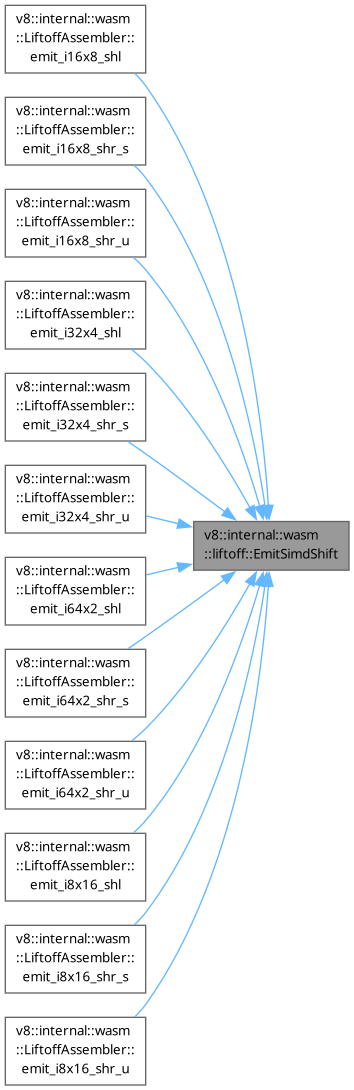 v8::internal::wasm
::LiftoffAssembler::
emit_i16x8_shl
v8::internal::wasm
::LiftoffAssembler::
emit_i16x8_shr_s
v8::internal::wasm
::LiftoffAssembler::
emit_i16x8_shr_u
v8::internal::wasm
::LiftoffAssembler::
emit_i32x4_shl
v8::internal::wasm
::LiftoffAssembler::
emit_i32x4_shr_s
v8::internal::wasm
::LiftoffAssembler::
emit_i32x4_shr_u
v8::internal::wasm
::liftoff::EmitSimdShift
v8::internal::wasm
::LiftoffAssembler::
emit_i64x2_shl
v8::internal::wasm
::LiftoffAssembler::
emit_i64x2_shr_s
v8::internal::wasm
::LiftoffAssembler::
emit_i64x2_shr_u
v8::internal::wasm
::LiftoffAssembler::
emit_i8x16_shl
v8::internal::wasm
::LiftoffAssembler::
emit_i8x16_shr_s
v8::internal::wasm
::LiftoffAssembler::
emit_i8x16_shr_u